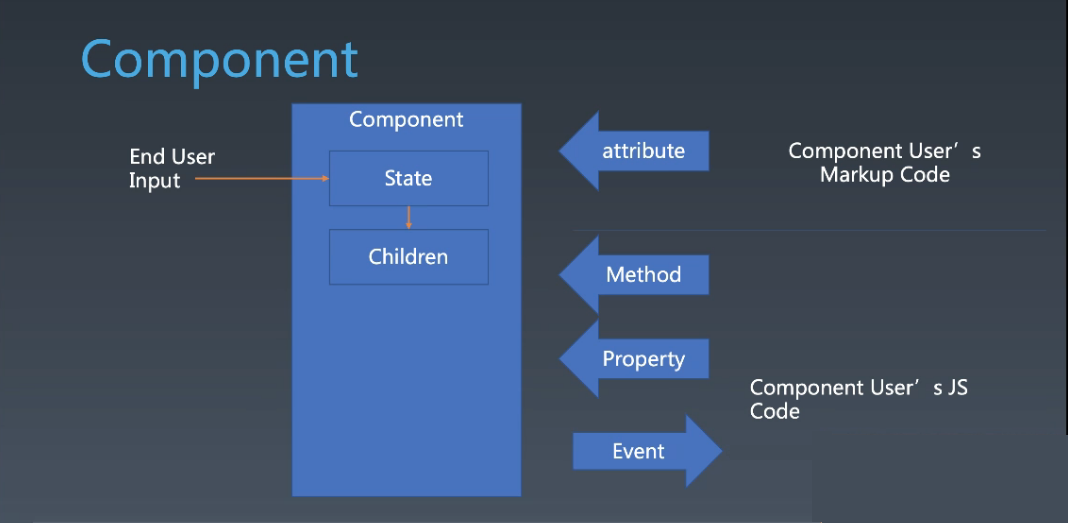 Component
Component
End User
Input
State
Children
attribute
Component User’s
Markup Code
Method
Property
Component User’s JS
Code
Event